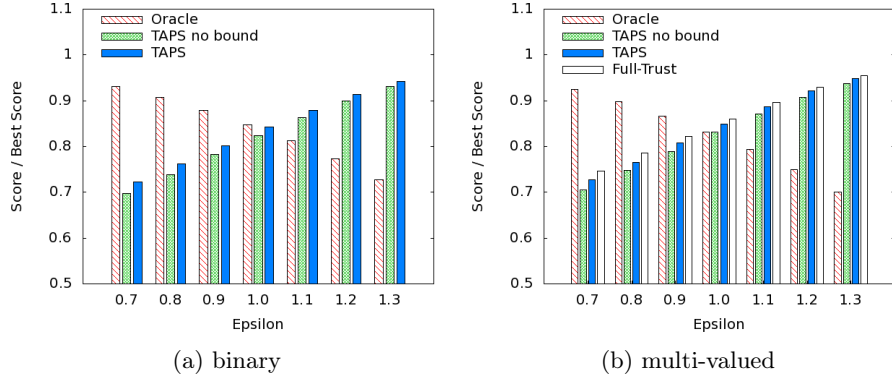 1.1
1
0.9
0.8
0.7
0.6
0.5
Score / Best Score
Oracle
TAPS no bound
TAPS
0.7 0.8 0.9 1.0 1.1 1.2 1.3
Epsilon
(a) binary
1.1
1
0.9
0.8
0.7
0.6
0.5
Score / Best Score
Oracle
TAPS no bound
TAPS
Full-Trust
0.7 0.8 0.9 1.0 1.1 1.2 1.3
Epsilon
(b) multi-valued